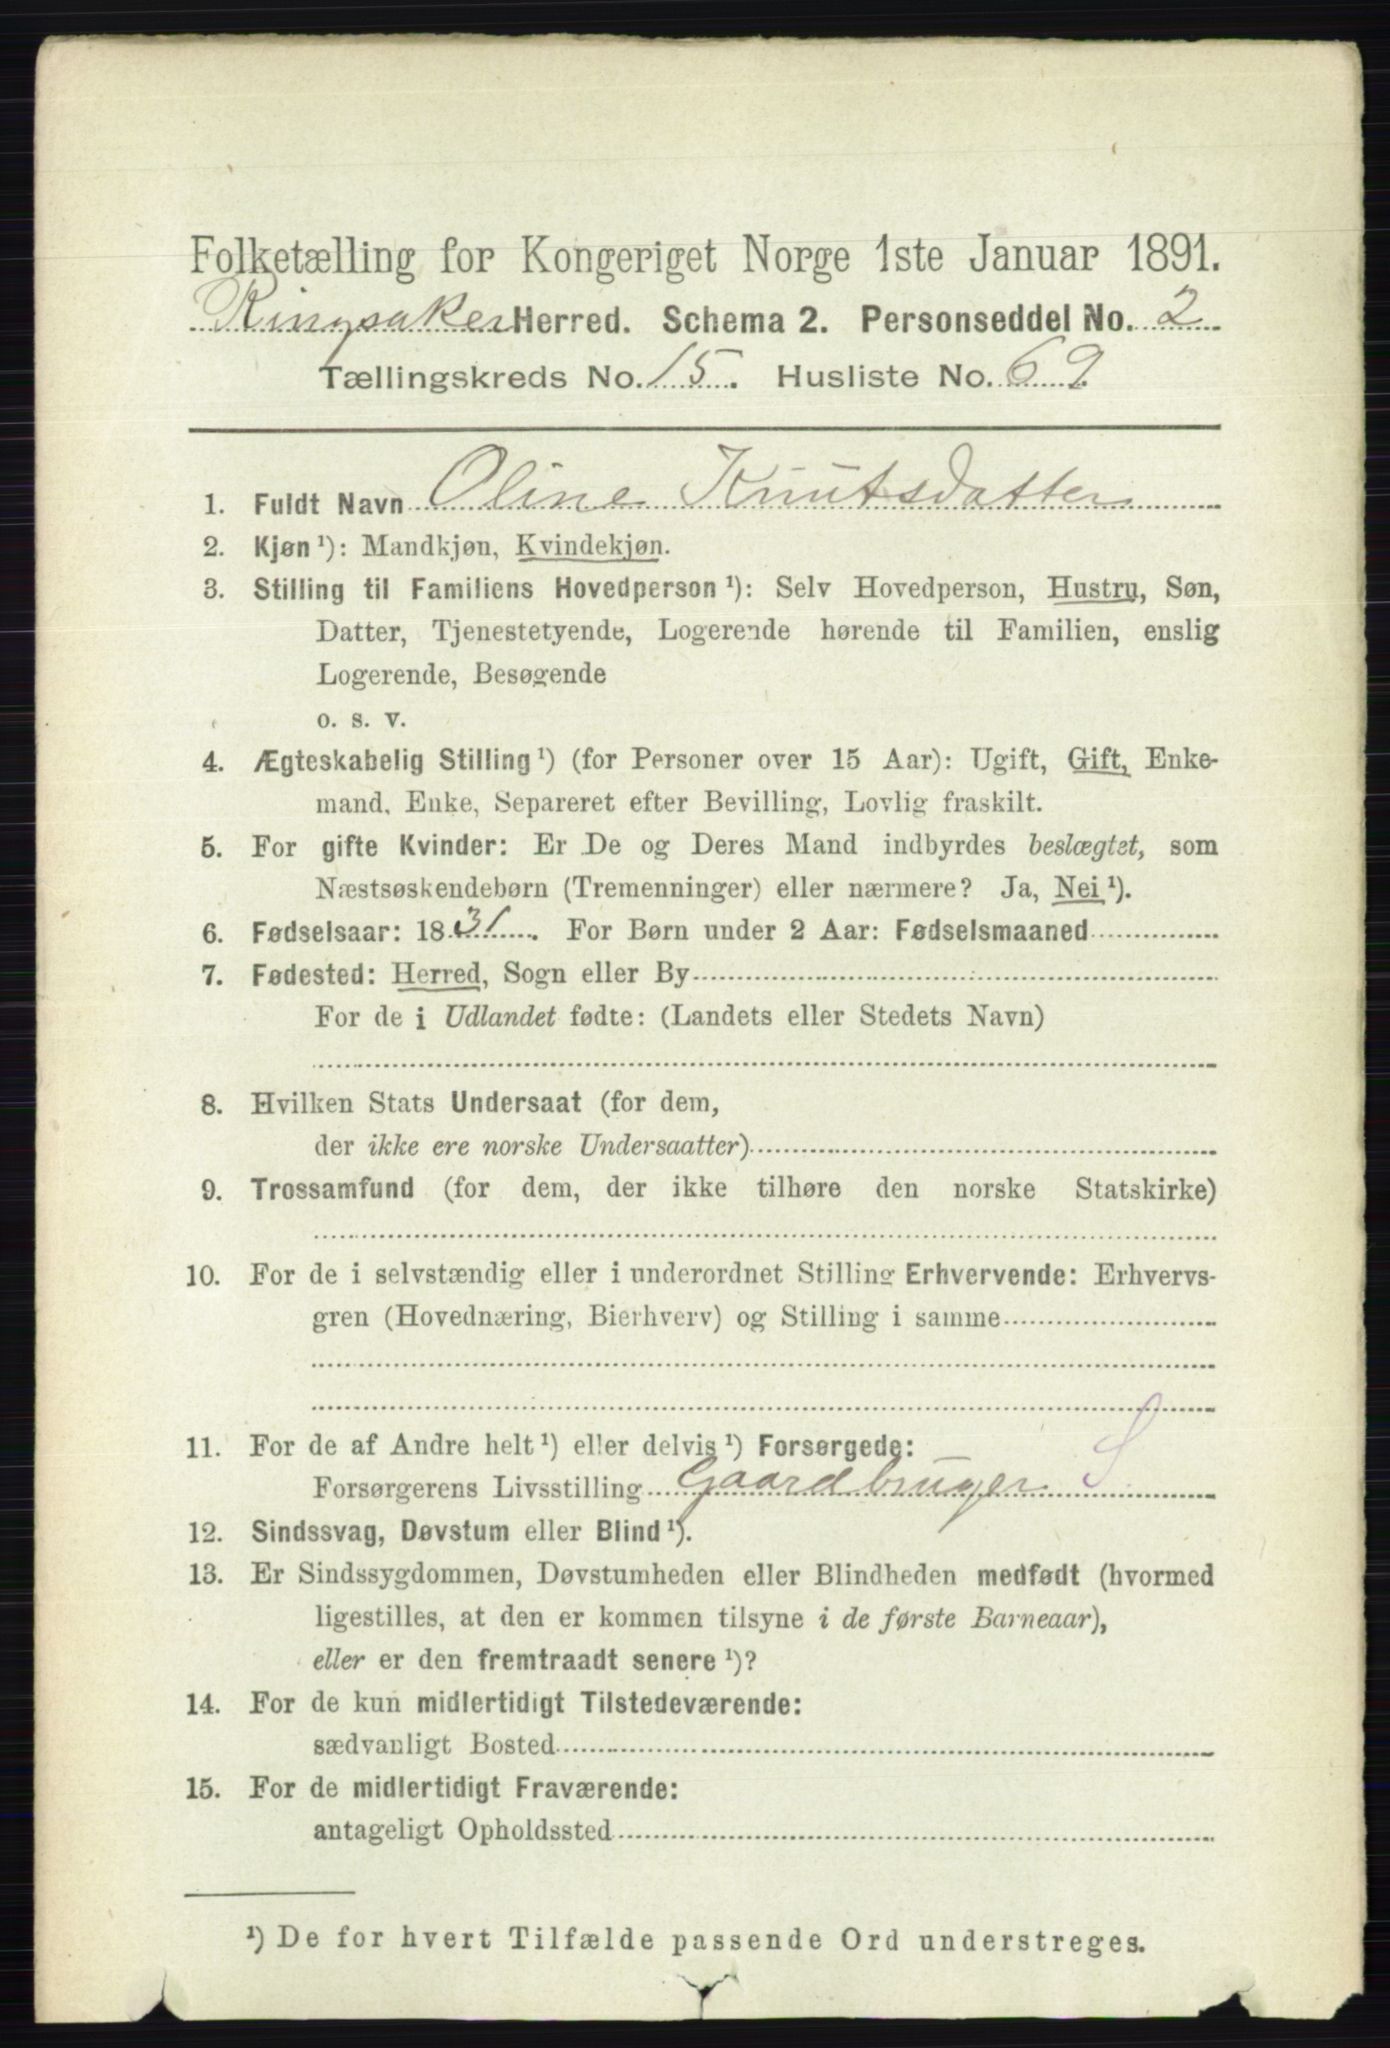 Folketælling for Kongeriget Norge 1ste Januar 1891.
Ringsaker Herred. Schema 2. Personseddel No. 2
Tællingskreds No. 15. Husliste No. 69.
1. Fuldt Navn Oline Knutsdatter
2. Kjøn ¹): Mandkjøn, Kvindekjøn.
3. Stilling til Familiens Hovedperson ¹): Selv Hovedperson, Hustru, Søn,
Datter, Tjenestetyende, Logerende hørende til Familien, enslig
Logerende, Besøgende
o. s. v.
4. Ægteskabelig Stilling ¹) (for Personer over 15 Aar): Ugift, Gift, Enke-
mand, Enke, Separeret efter Bevilling, Lovlig fraskilt.
5. For gifte Kvinder: Er De og Deres Mand indbyrdes beslægtet, som
Næstsøskendebørn (Tremenninger) eller nærmere? Ja, Nei ¹).
6. Fødselsaar: 1831. For Børn under 2 Aar: Fødselsmaaned
7. Fødested: Herred, Sogn eller By
For de i Udlandet fødte: (Landets eller Stedets Navn)
8. Hvilken Stats Undersaat (for dem,
der ikke ere norske Undersaatter)
9. Trossamfund (for dem, der ikke tilhøre den norske Statskirke)
10. For de i selvstændig eller i underordnet Stilling Erhvervende: Erhvervs-
gren (Hovednæring, Bierhverv) og Stilling i samme
11. For de af Andre helt ¹) eller delvis ¹) Forsørgede:
Forsørgerens Livsstilling Gaardbruger S
12. Sindssvag, Døvstum eller Blind ¹).
13. Er Sindssygdommen, Døvstumheden eller Blindheden medfødt (hvormed
ligestilles, at den er kommen tilsyne i de første Barneaar),
eller er den fremtraadt senere ¹)?
14. For de kun midlertidigt Tilstedeværende:
sædvanligt Bosted
15. For de midlertidigt Fraværende:
antageligt Opholdssted
¹) De for hvert Tilfælde passende Ord understreges.